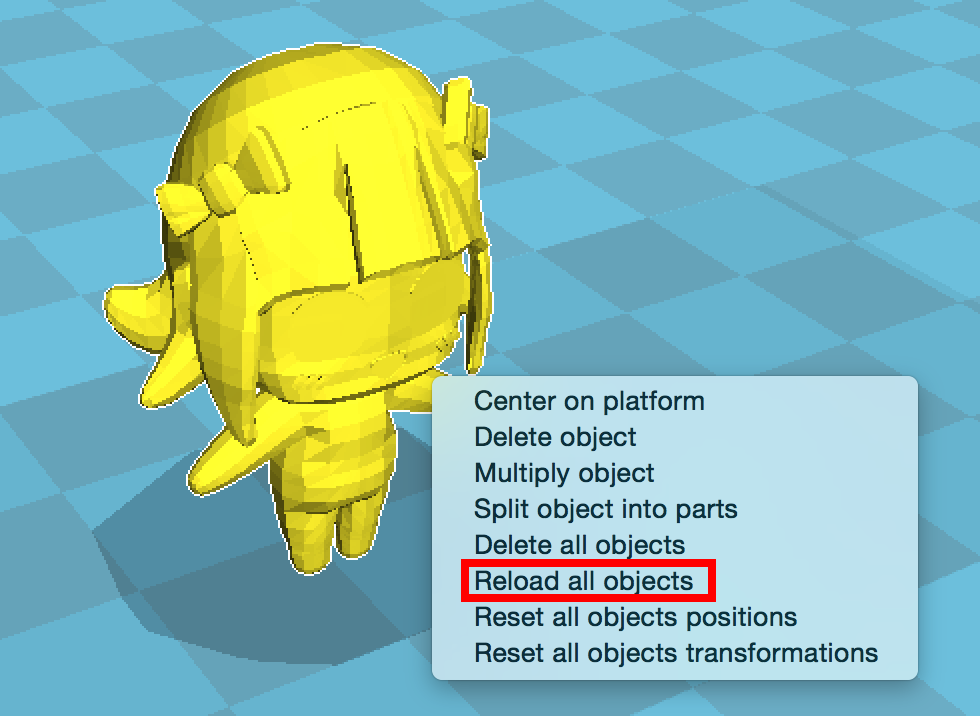 Center on platform
Delete object
Multiply object
Split object into parts
Delete all objects
Reload all objects
Reset all objects positions
Reset all objects transformations